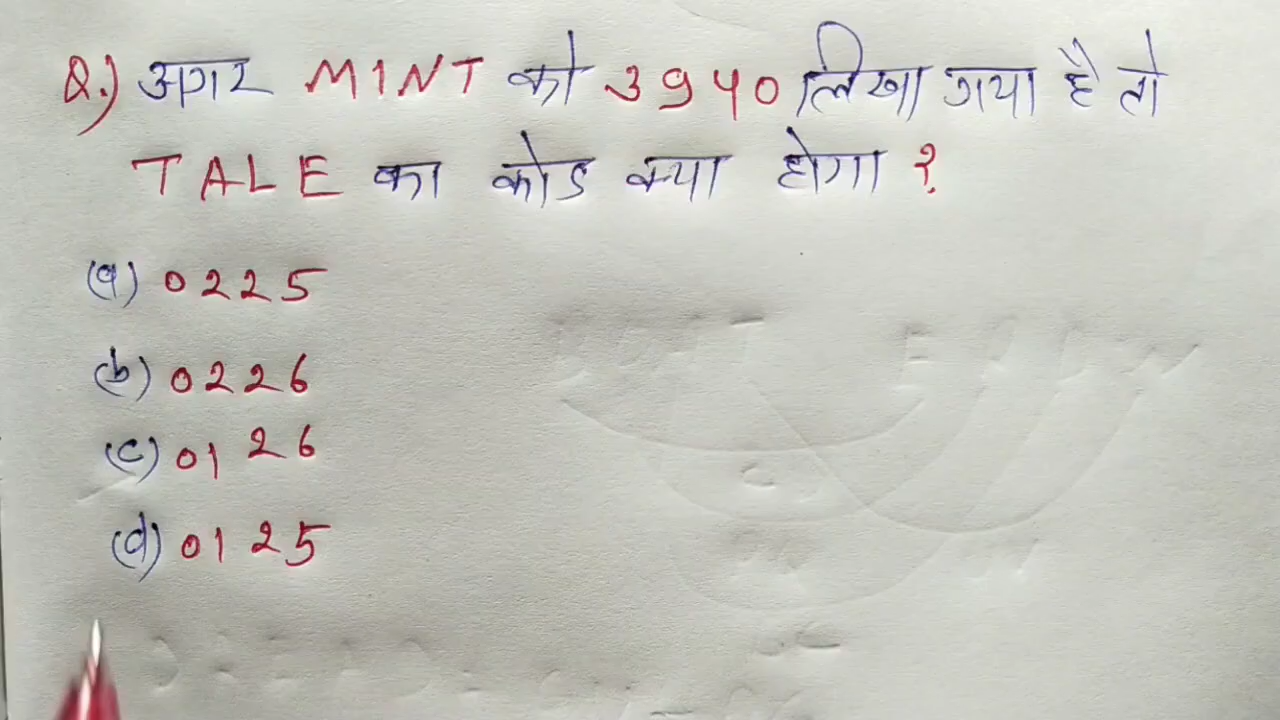 Q.) अगर MINT को 3940 लिखा गया है तो
TALE का कोड क्या होगा ?
(a) 0225
(b) 0226
(c) 0126
(d) 0125